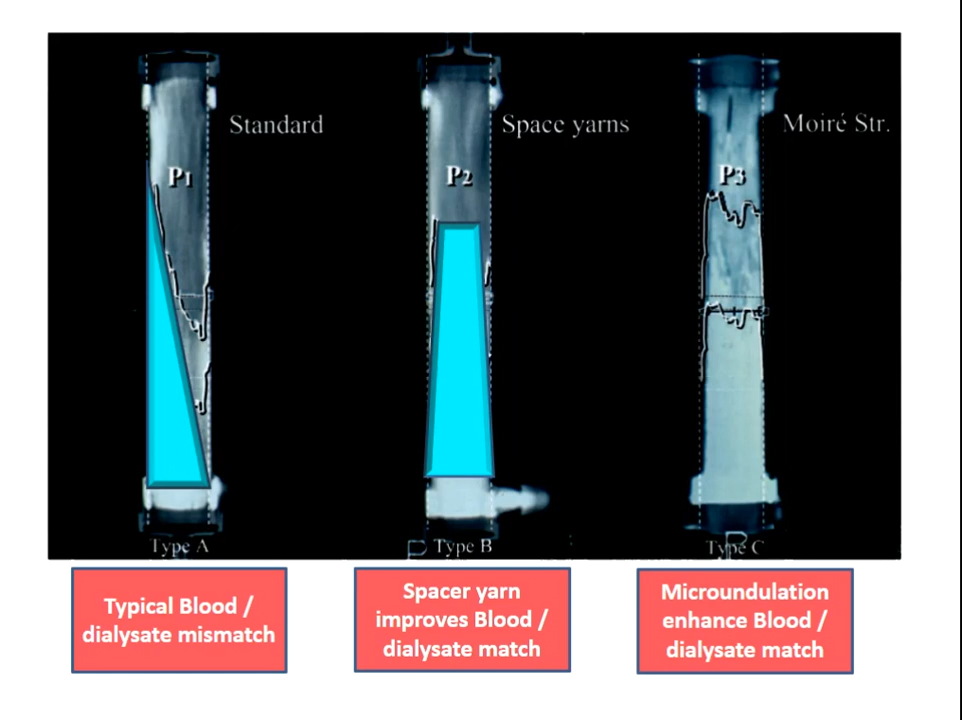 Standard
Space yarns
Moiré Str.
P1
P2
P3
Type A
Type B
Type C
Typical Blood /
dialysate mismatch
Spacer yarn
improves Blood /
dialysate match
Microundulation
enhance Blood /
dialysate match